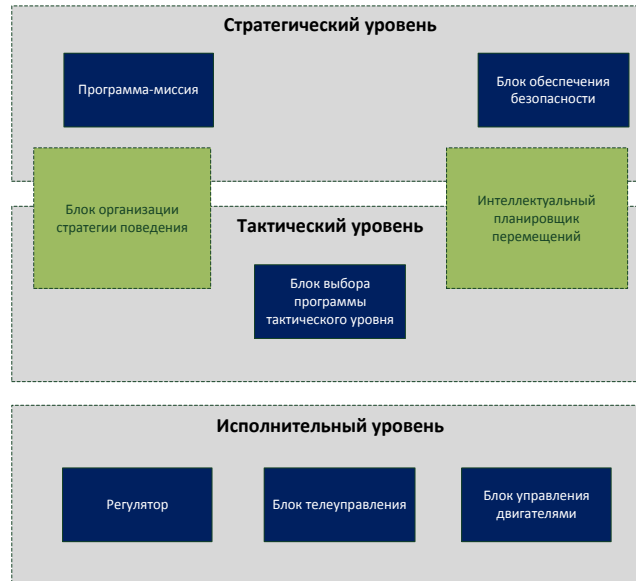 Стратегический уровень
Программа-миссия
Блок обеспечения
безопасности
Блок организации
стратегии поведения
Интеллектуальный
планировщик
перемещений
Тактический уровень
Блок выбора
программы
тактического уровня
Исполнительный уровень
Регулятор
Блок телеуправления
Блок управления
двигателями